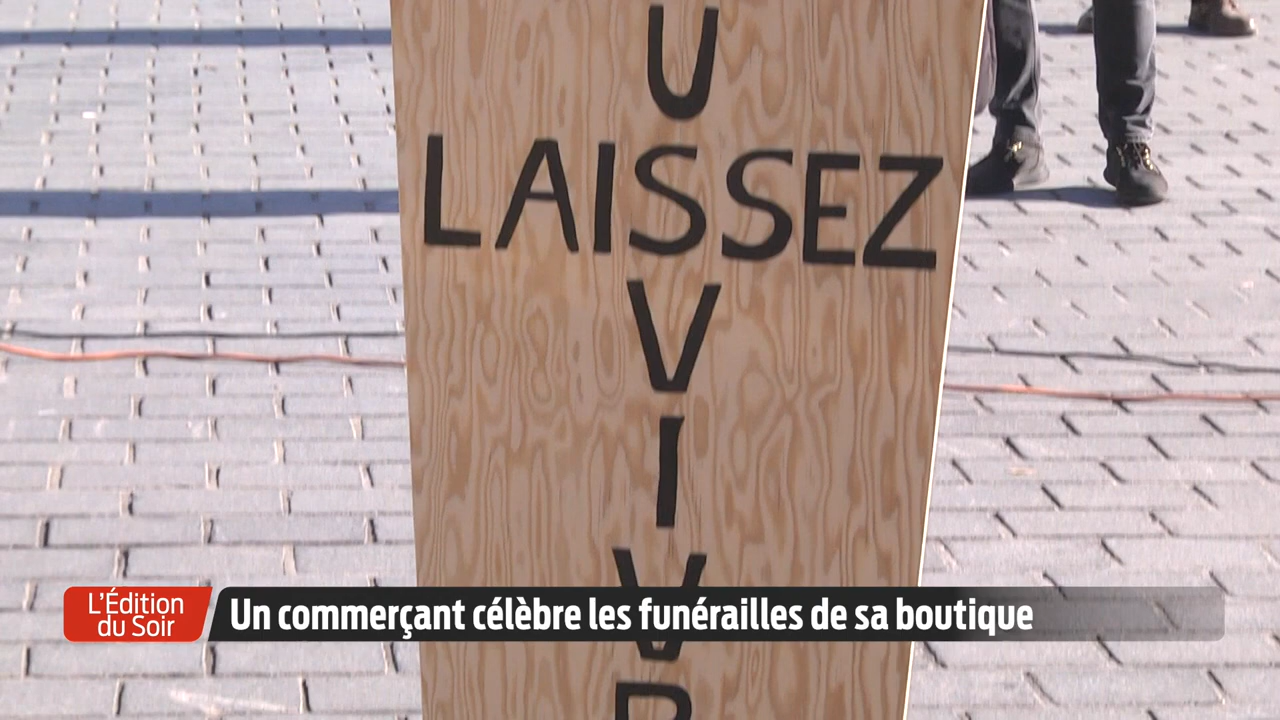 U
LAISSEZ
V
I
V
R
L'Édition
du Soir
Un commerçant célèbre les funérailles de sa boutique